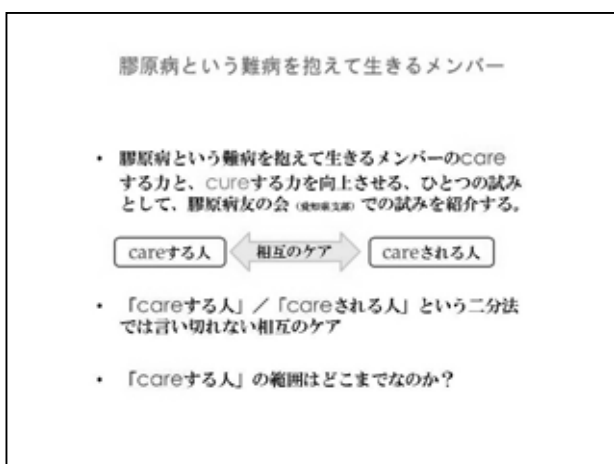 膠原病という難病を抱えて生きるメンバー
• 膠原病という難病を抱えて生きるメンバーのcare
する力と、cureする力を向上させる、ひとつの試み
として、膠原病友の会（愛知県支部）での試みを紹介する。
careする人 相互のケア careされる人
• 「careする人」／「careされる人」という二分法
では言い切れない相互のケア
• 「careする人」の範囲はどこまでなのか？